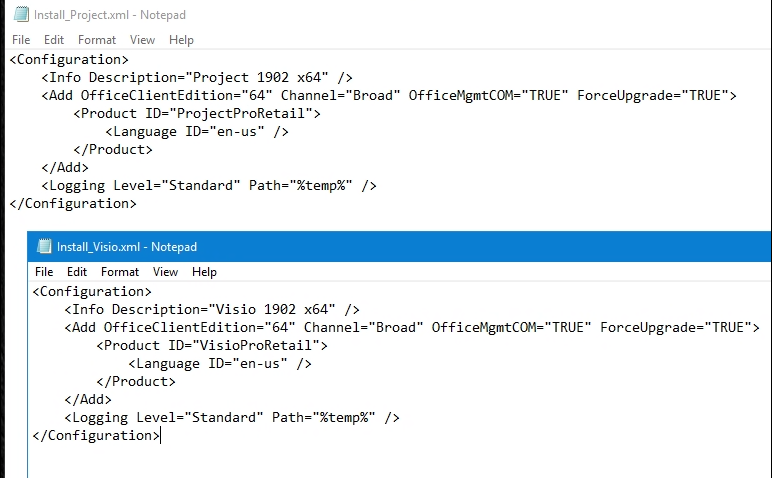 Install_Project.xml - Notepad
File Edit Format View Help
<Configuration>
    <Info Description="Project 1902 x64" />
    <Add OfficeClientEdition="64" Channel="Broad" OfficeMgmtCOM="TRUE" ForceUpgrade="TRUE">
        <Product ID="ProjectProRetail">
            <Language ID="en-us" />
        </Product>
    </Add>
    <Logging Level="Standard" Path="%temp%" />
</Configuration>
Install_Visio.xml - Notepad
File Edit Format View Help
<Configuration>
    <Info Description="Visio 1902 x64" />
    <Add OfficeClientEdition="64" Channel="Broad" OfficeMgmtCOM="TRUE" ForceUpgrade="TRUE">
        <Product ID="VisioProRetail">
            <Language ID="en-us" />
        </Product>
    </Add>
    <Logging Level="Standard" Path="%temp%" />
</Configuration>